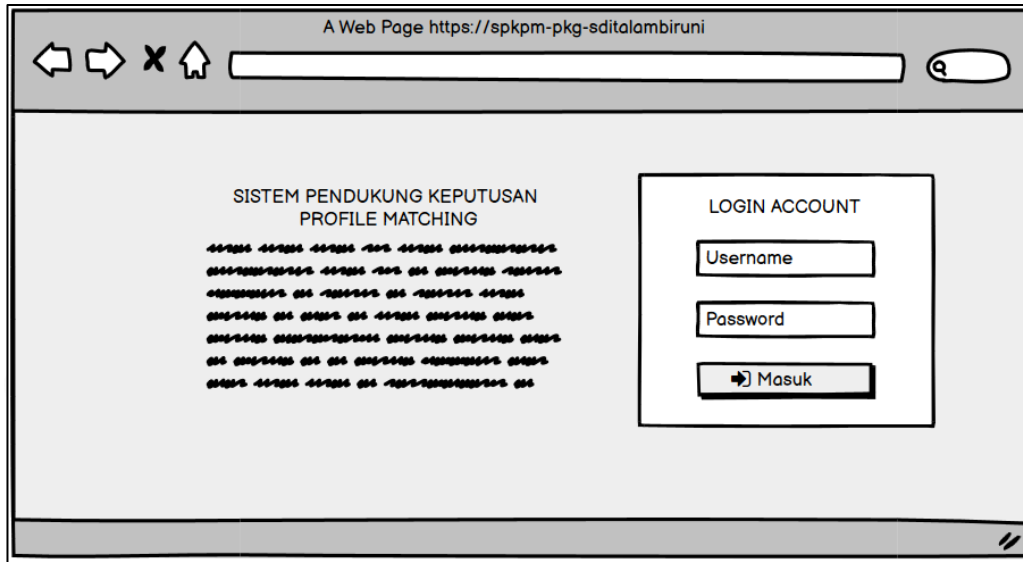 A Web Page https://spkpm-pkg-sditalambiruni
SISTEM PENDUKUNG KEPUTUSAN
PROFILE MATCHING
LOGIN ACCOUNT
Username
Password
Masuk